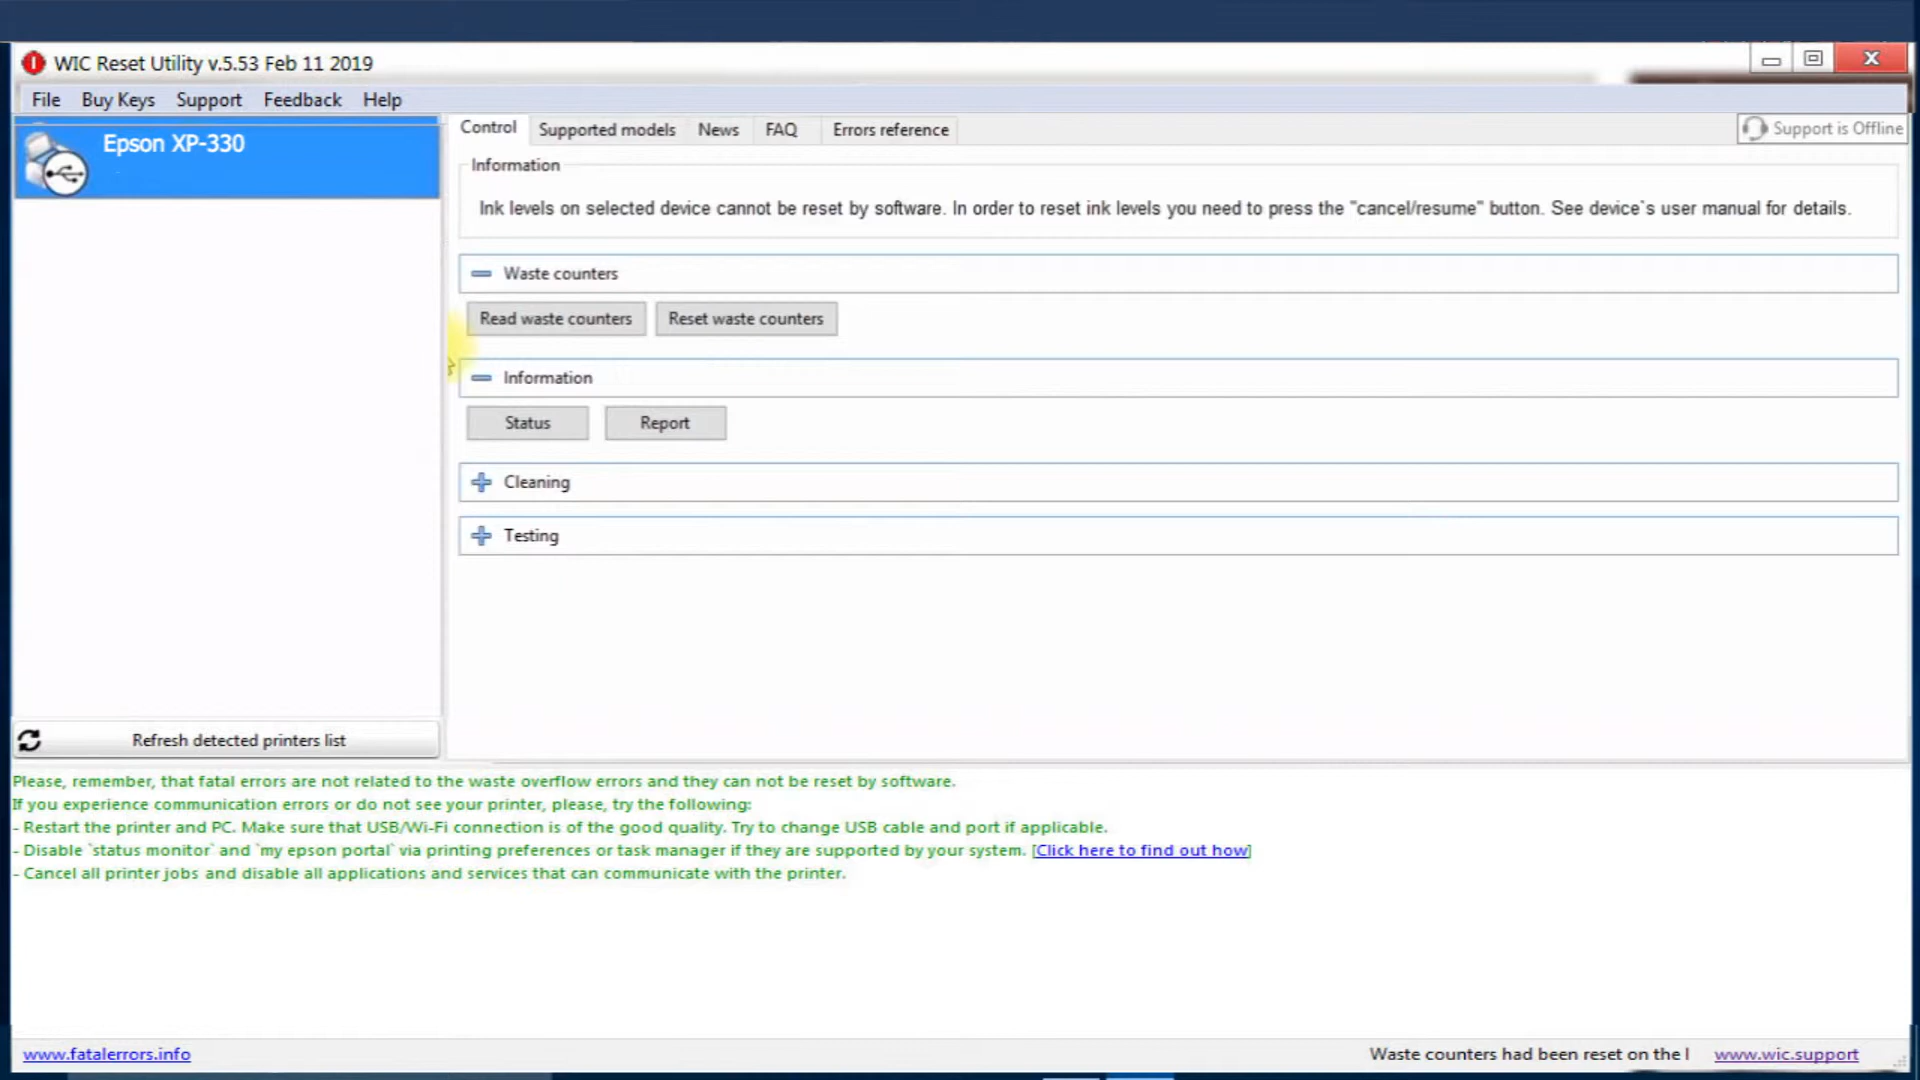 WIC Reset Utility v.5.53 Feb 11 2019
File Buy Keys Support Feedback Help
Epson XP-330
Control Supported models News FAQ Errors reference
Support is Offline
Information
Ink levels on selected device cannot be reset by software. In order to reset ink levels you need to press the "cancel/resume" button. See device`s user manual for details.
Waste counters
Read waste counters Reset waste counters
Information
Status Report
Cleaning
Testing
Refresh detected printers list
Please, remember, that fatal errors are not related to the waste overflow errors and they can not be reset by software.
If you experience communication errors or do not see your printer, please, try the following:
- Restart the printer and PC. Make sure that USB/Wi-Fi connection is of the good quality. Try to change USB cable and port if applicable.
- Disable `status monitor` and `my epson portal` via printing preferences or task manager if they are supported by your system. [Click here to find out how]
- Cancel all printer jobs and disable all applications and services that can communicate with the printer.
www.fatalerrors.info
Waste counters had been reset on the
www.wic.support